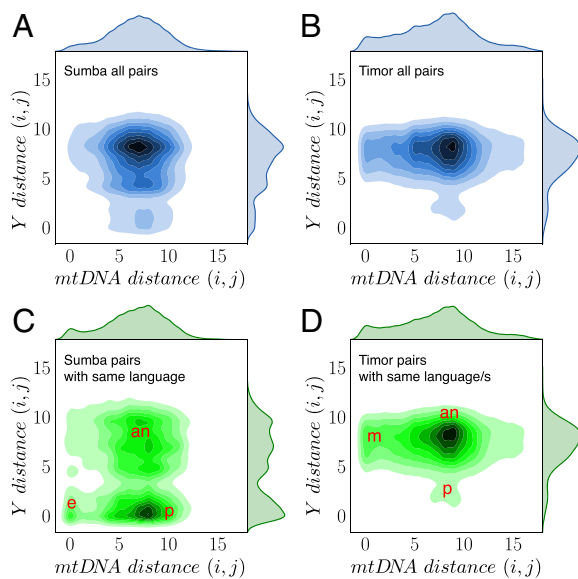 A
Sumba all pairs
15
10
5
0
Y distance (i, j)
0 5 10 15
mtDNA distance (i, j)
B
Timor all pairs
15
10
5
0
Y distance (i, j)
0 5 10 15
mtDNA distance (i, j)
C
Sumba pairs
with same language
15
10
5
0
Y distance (i, j)
an
e
p
0 5 10 15
mtDNA distance (i, j)
D
Timor pairs
with same language/s
15
10
5
0
Y distance (i, j)
an
m
p
0 5 10 15
mtDNA distance (i, j)